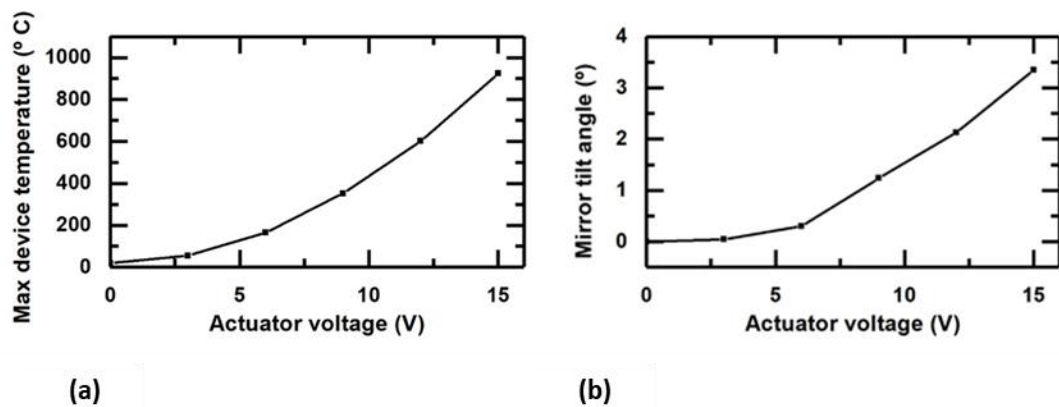 Max device temperature (º C)
1000
800
600
400
200
0
0 5 10 15
Actuator voltage (V)
(a)
Mirror tilt angle (º)
4
3
2
1
0
0 5 10 15
Actuator voltage (V)
(b)